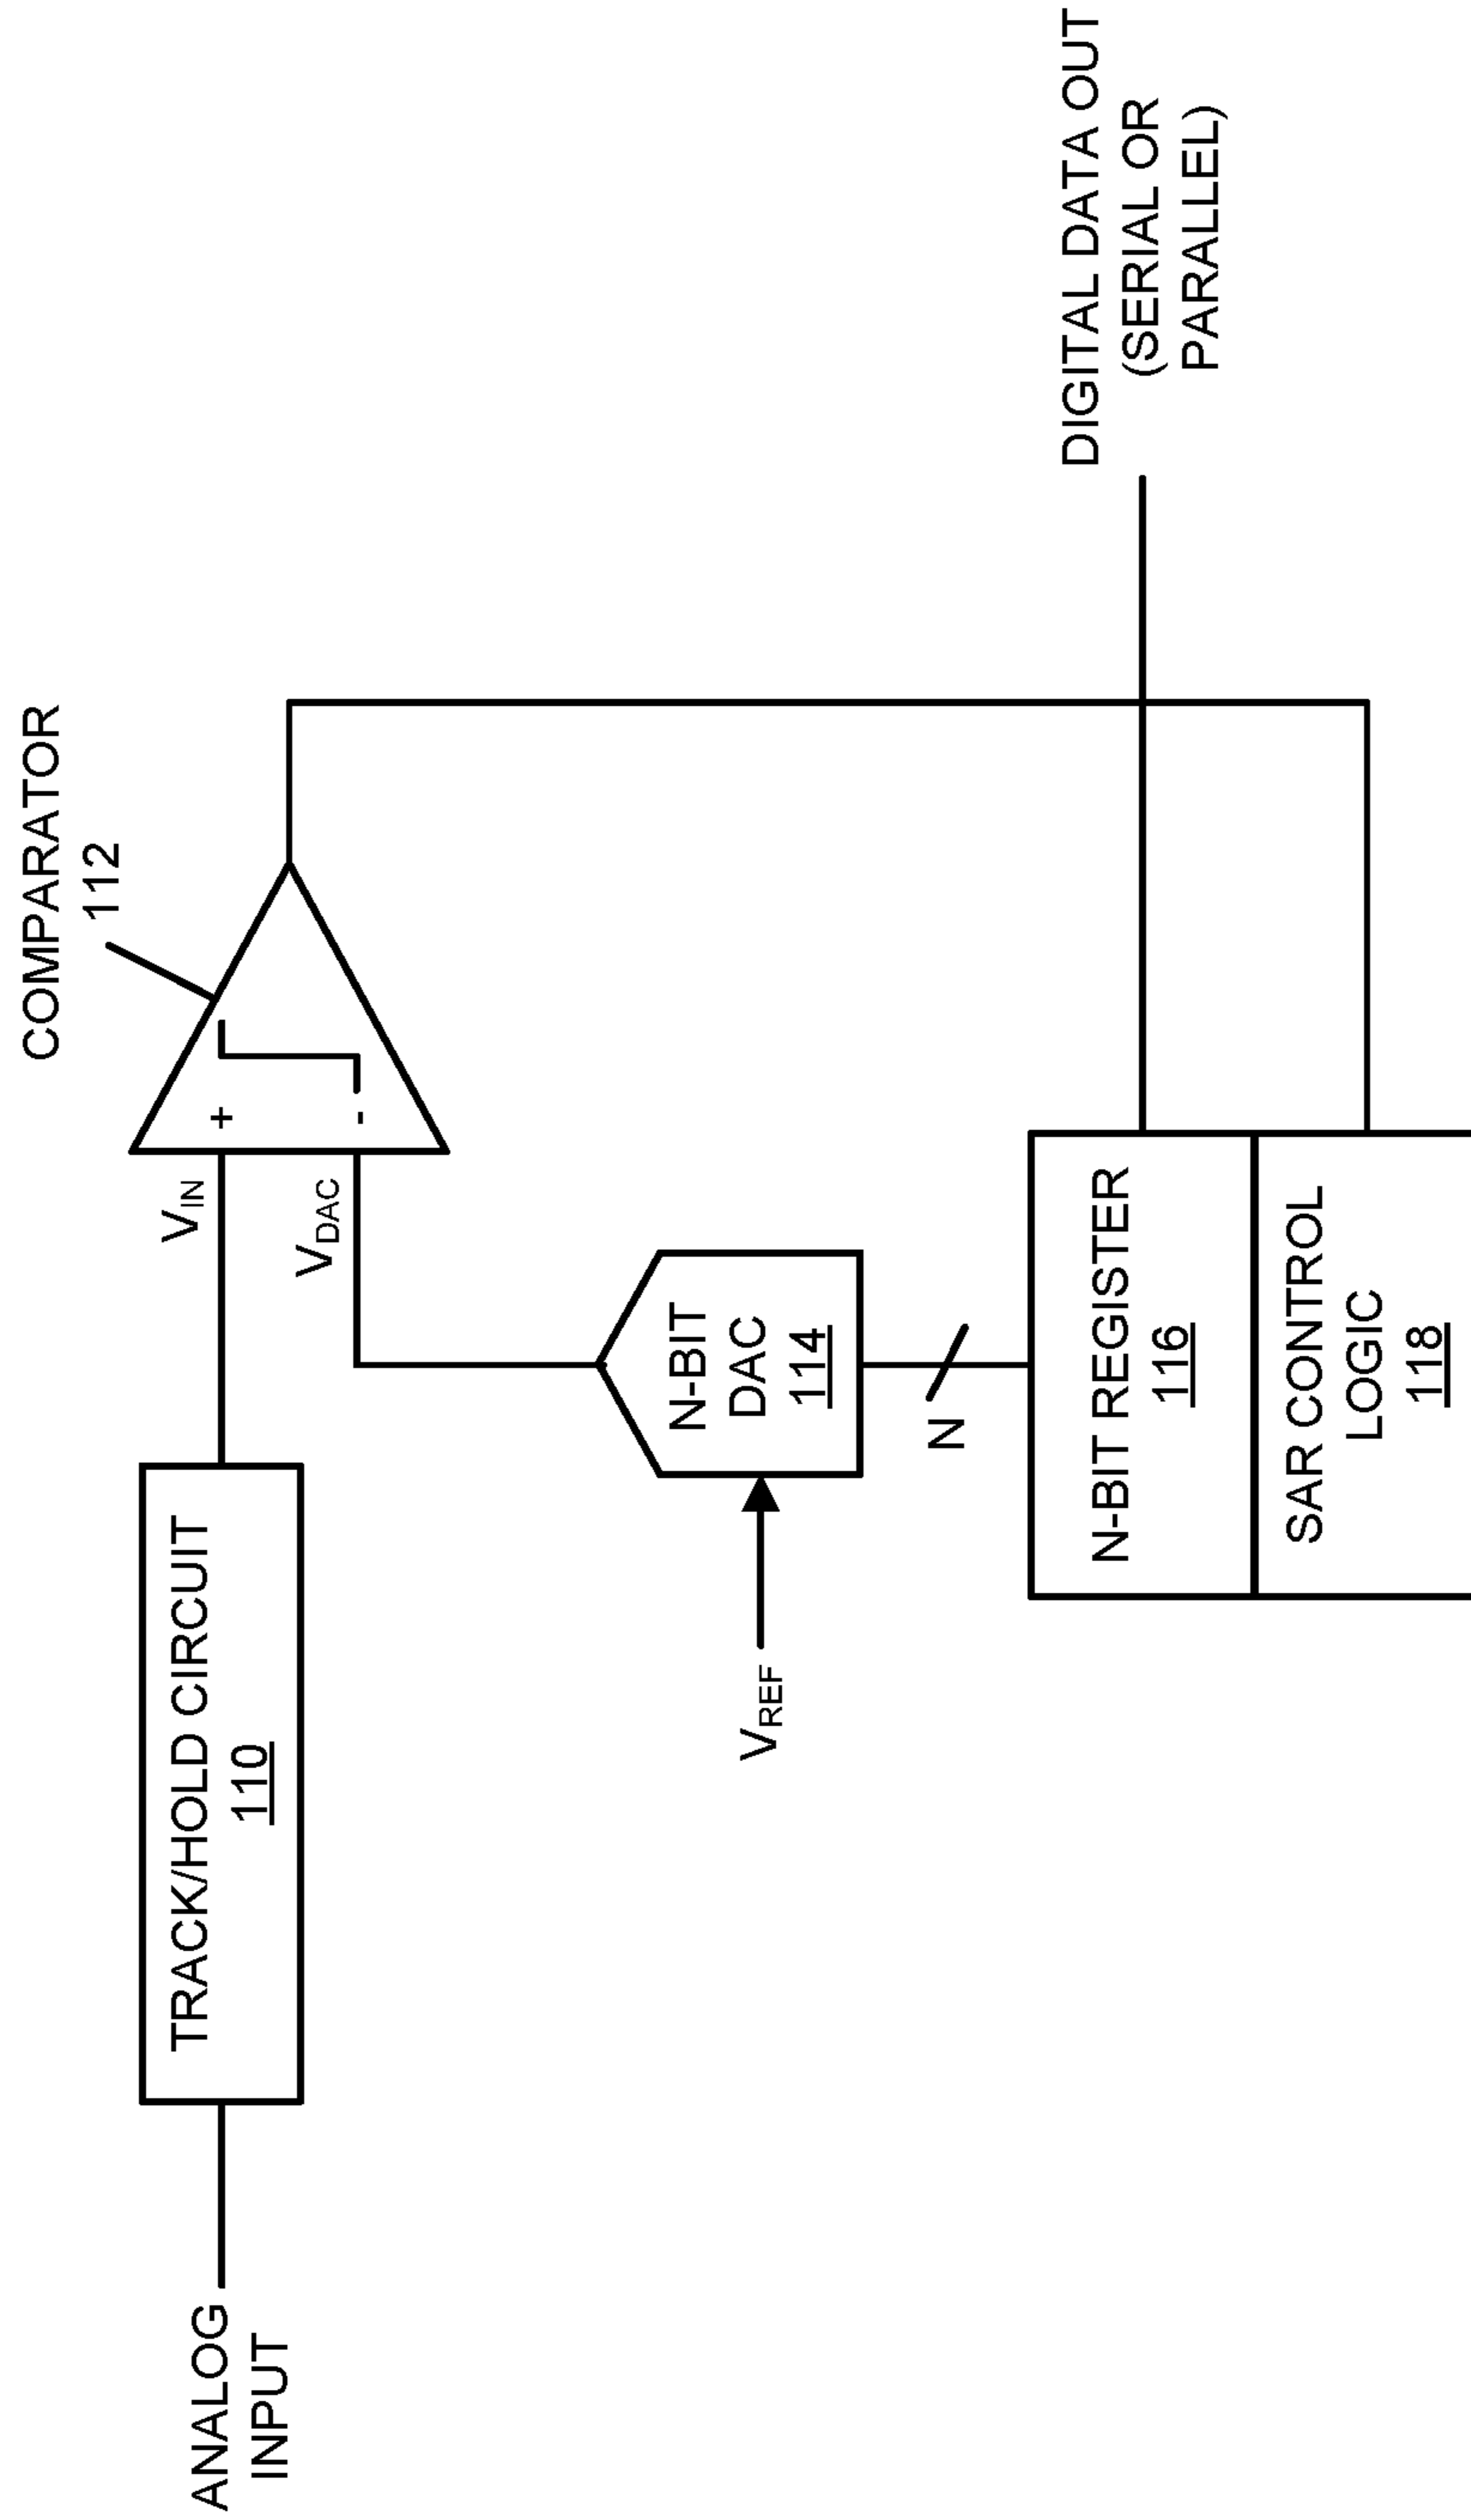 COMPARATOR
112
ANALOG
INPUT
TRACK/HOLD CIRCUIT
110
VIN
+
VDAC
-
N-BIT
DAC
114
VREF
N
N-BIT REGISTER
116
SAR CONTROL
LOGIC
118
DIGITAL DATA OUT
(SERIAL OR
PARALLEL)